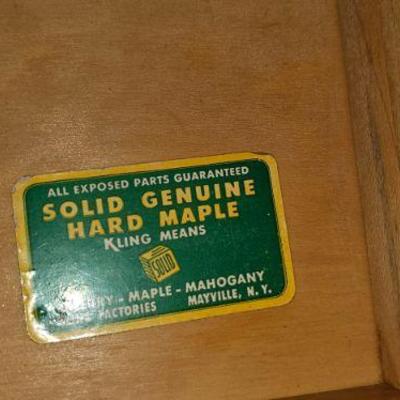 ALL EXPOSED PARTS GUARANTEED
SOLID GENUINE
HARD MAPLE
KLING MEANS
SOLID
- MAPLE - MAHOGANY
FACTORIES MAYVILLE, N. Y.